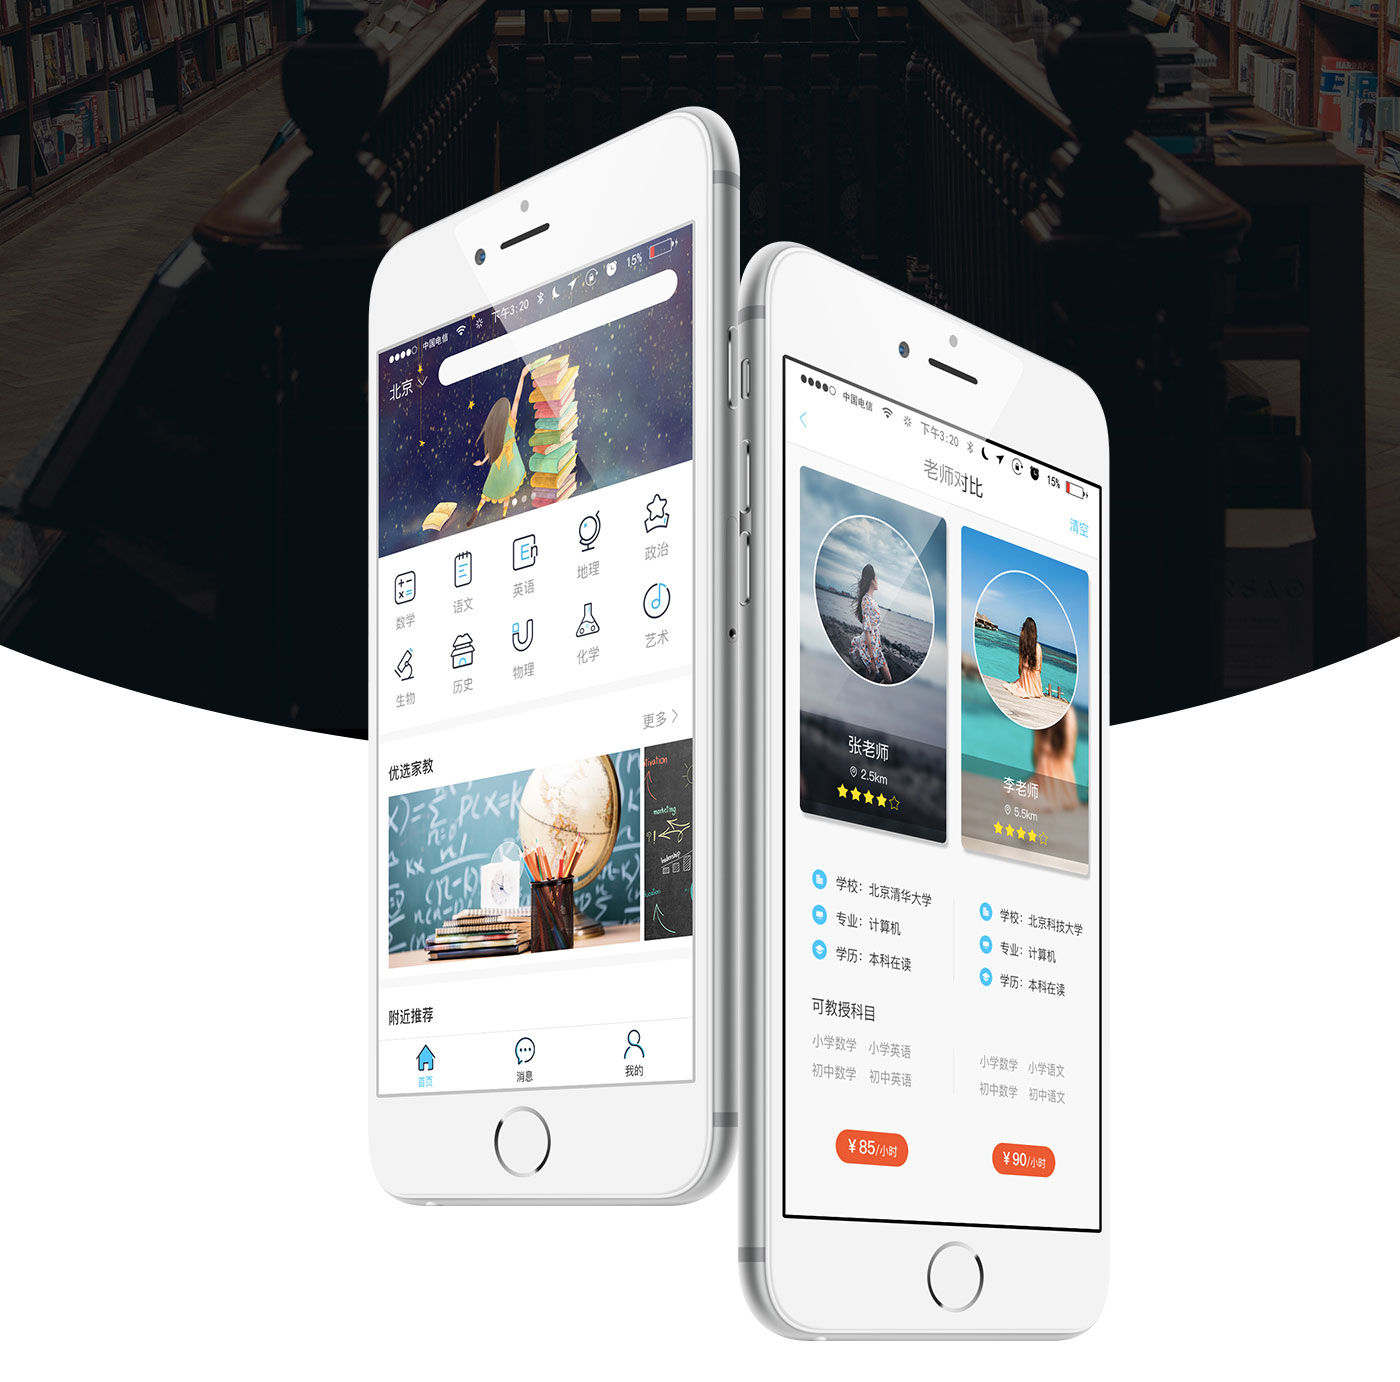 中国电信 下午3:20 15%
北京
数学 语文 英语 地理 政治
生物 历史 物理 化学 艺术
更多
优选家教
P(X=k
marketing
leadership
附近推荐
首页 消息 我的
中国电信 下午3:20 15%
老师对比
清空
张老师
2.5km
李老师
5.5km
学校：北京清华大学
专业：计算机
学历：本科在读
学校：北京科技大学
专业：计算机
学历：本科在读
可教授科目
小学数学 小学英语
初中数学 初中英语
小学数学 小学语文
初中数学 初中语文
¥85/小时
¥90/小时